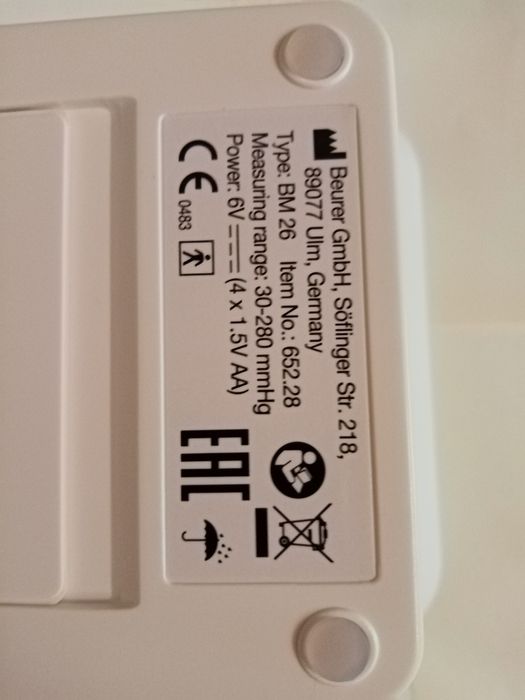 Beurer GmbH, Söflinger Str. 218,
89077 Ulm, Germany
Type: BM 26 Item No.: 652.28
Measuring range: 30-280 mmHg
Power: 6V (4 x 1.5V AA)
CE 0483
EAC